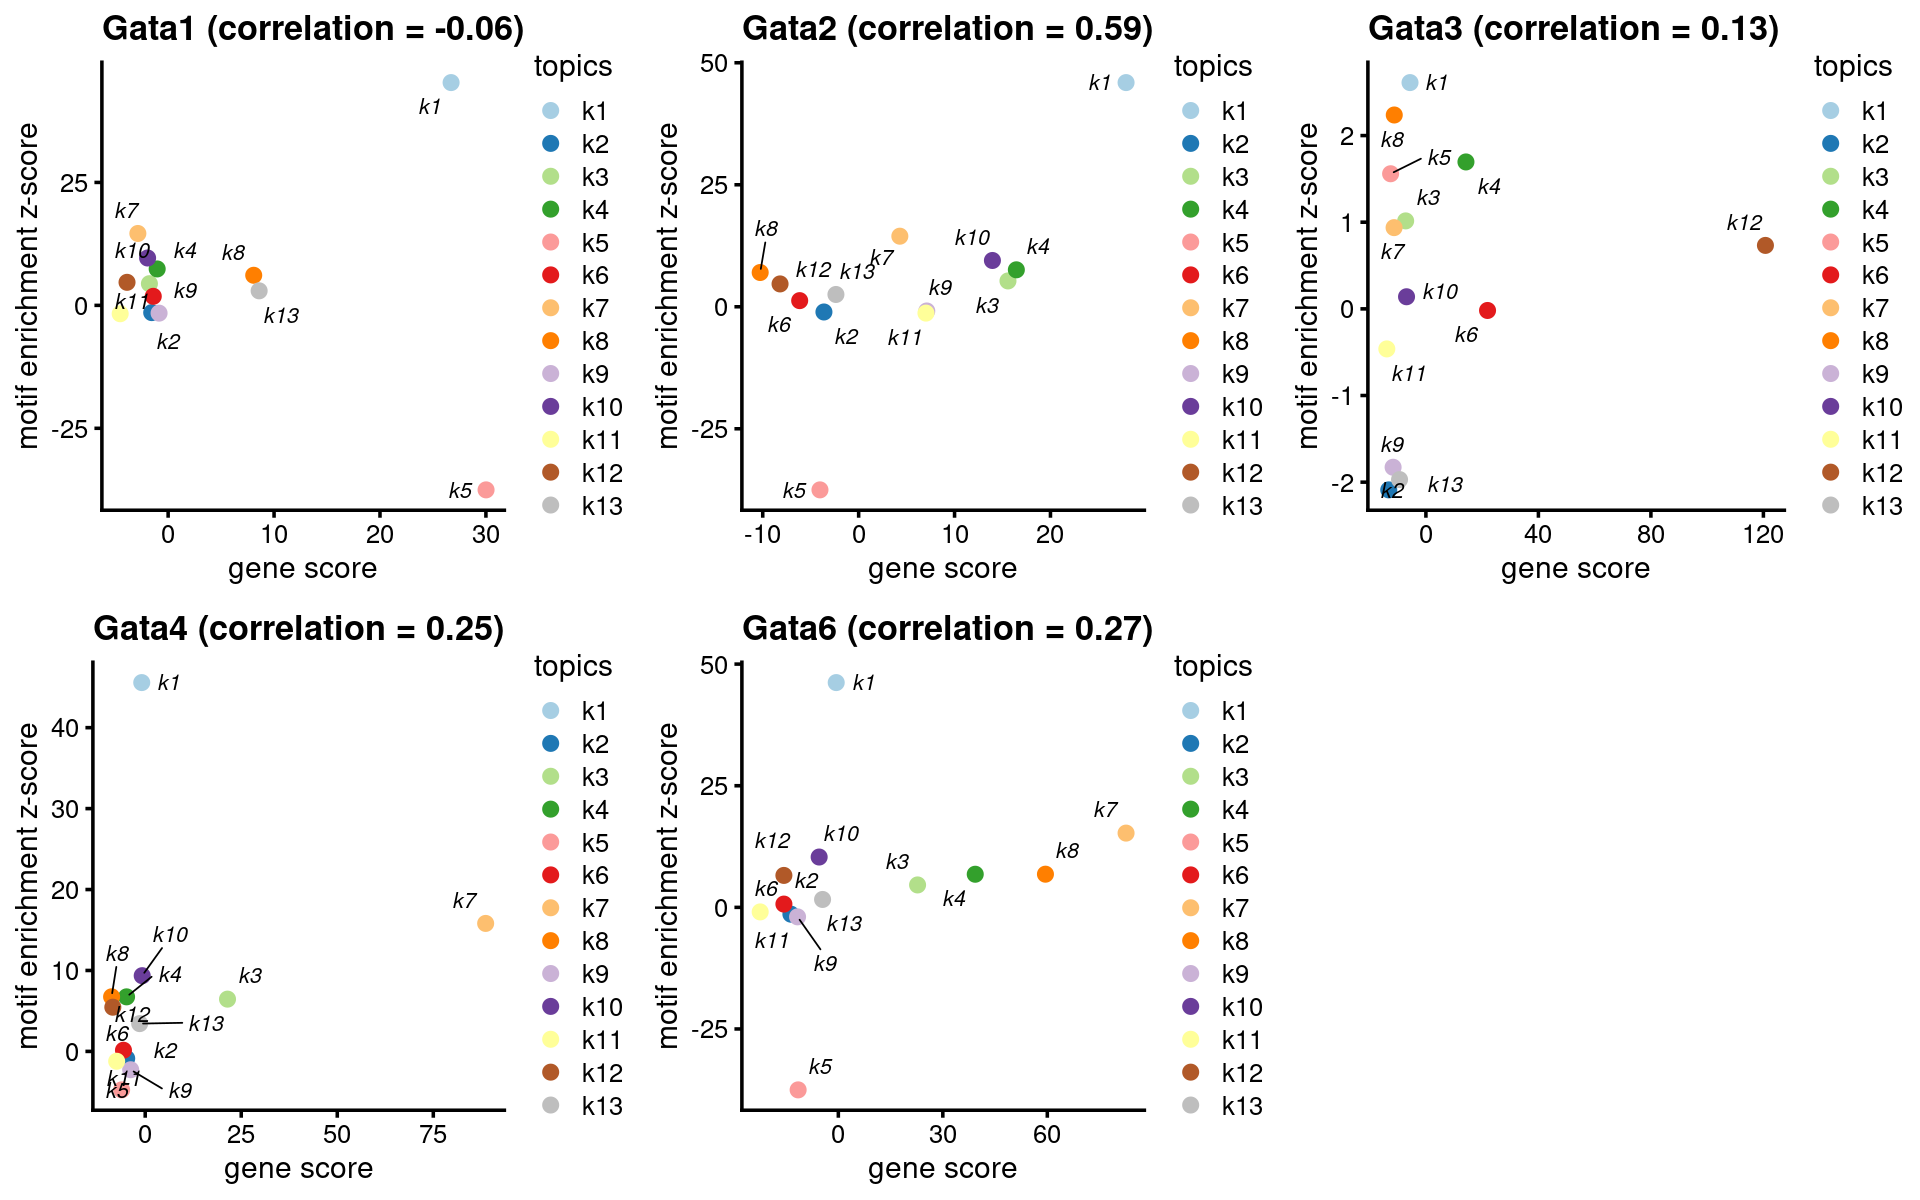 Gata1 (correlation = -0.06)
motif enrichment z-score
25
0
-25
k1
k7
k10
k4
k8
k11
k9
k13
k2
k5
0
10
20
30
gene score
topics
k1
k2
k3
k4
k5
k6
k7
k8
k9
k10
k11
k12
k13
Gata2 (correlation = 0.59)
motif enrichment z-score
50
25
0
-25
k1
k8
k12
k13
k7
k10
k4
k9
k3
k6
k2
k11
k5
-10
0
10
20
gene score
topics
k1
k2
k3
k4
k5
k6
k7
k8
k9
k10
k11
k12
k13
Gata3 (correlation = 0.13)
motif enrichment z-score
2
1
0
-1
-2
k1
k8
k5
k4
k3
k12
k7
k10
k6
k11
k9
k2
k13
0
40
80
120
gene score
topics
k1
k2
k3
k4
k5
k6
k7
k8
k9
k10
k11
k12
k13
Gata4 (correlation = 0.25)
motif enrichment z-score
40
30
20
10
0
k1
k7
k10
k8
k4
k3
k12
k13
k6
k2
k11
k5
k9
0
25
50
75
gene score
topics
k1
k2
k3
k4
k5
k6
k7
k8
k9
k10
k11
k12
k13
Gata6 (correlation = 0.27)
motif enrichment z-score
50
25
0
-25
k1
k7
k12
k10
k8
k3
k6
k2
k4
k13
k11
k9
k5
0
30
60
gene score
topics
k1
k2
k3
k4
k5
k6
k7
k8
k9
k10
k11
k12
k13